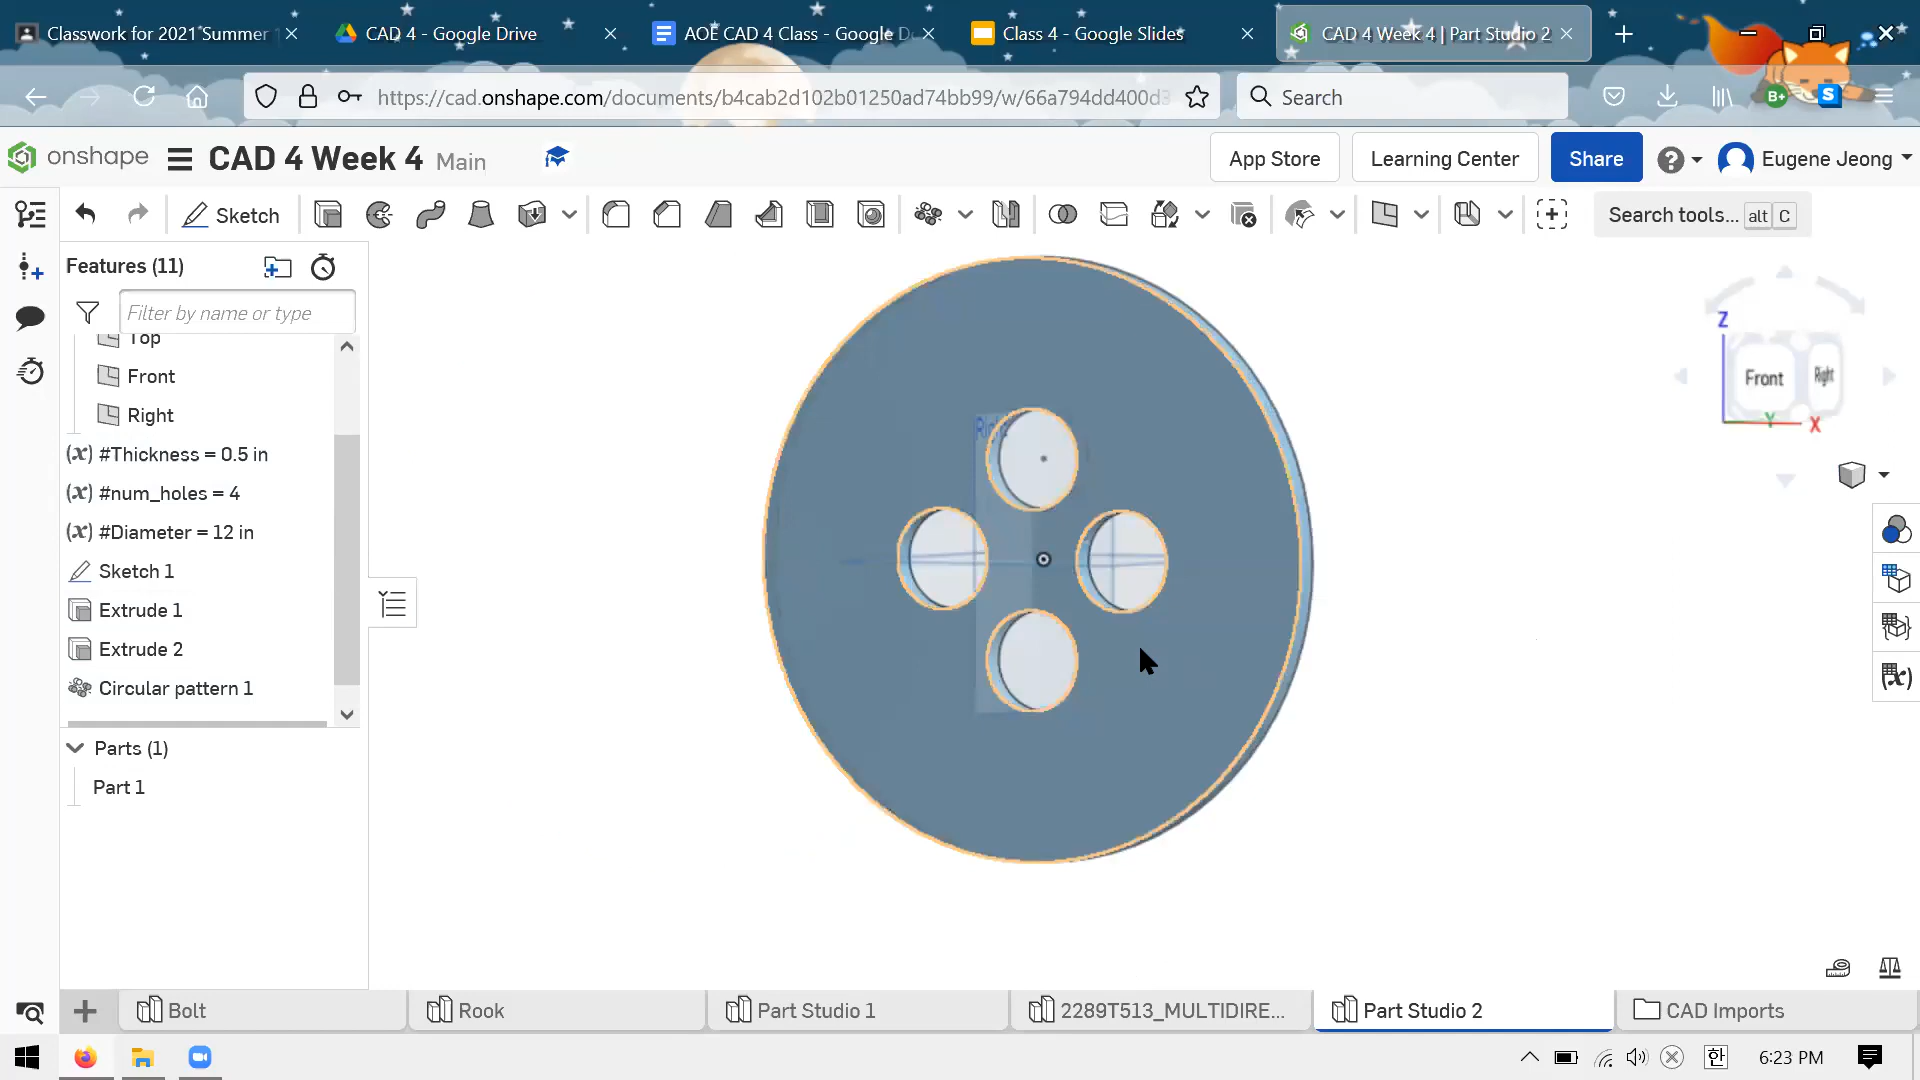 Classwork for 2021 Summer
CAD 4 - Google Drive
AOE CAD 4 Class - Google D
Class 4 - Google Slides
CAD 4 Week 4 | Part Studio 2
https://cad.onshape.com/documents/b4cab2d102b01250ad74bb99/w/66a794dd400d3
Search
B+
S
onshape
CAD 4 Week 4
Main
App Store
Learning Center
Share
Eugene Jeong
Sketch
Search tools...
alt
C
Features (11)
Filter by name or type
Top
Front
Right
(x) #Thickness = 0.5 in
(x) #num_holes = 4
(x) #Diameter = 12 in
Sketch 1
Extrude 1
Extrude 2
Circular pattern 1
Parts (1)
Part 1
Z
Front
Right
Y
X
(x)
Bolt
Rook
Part Studio 1
2289T513_MULTIDIRE...
Part Studio 2
CAD Imports
한
6:23 PM